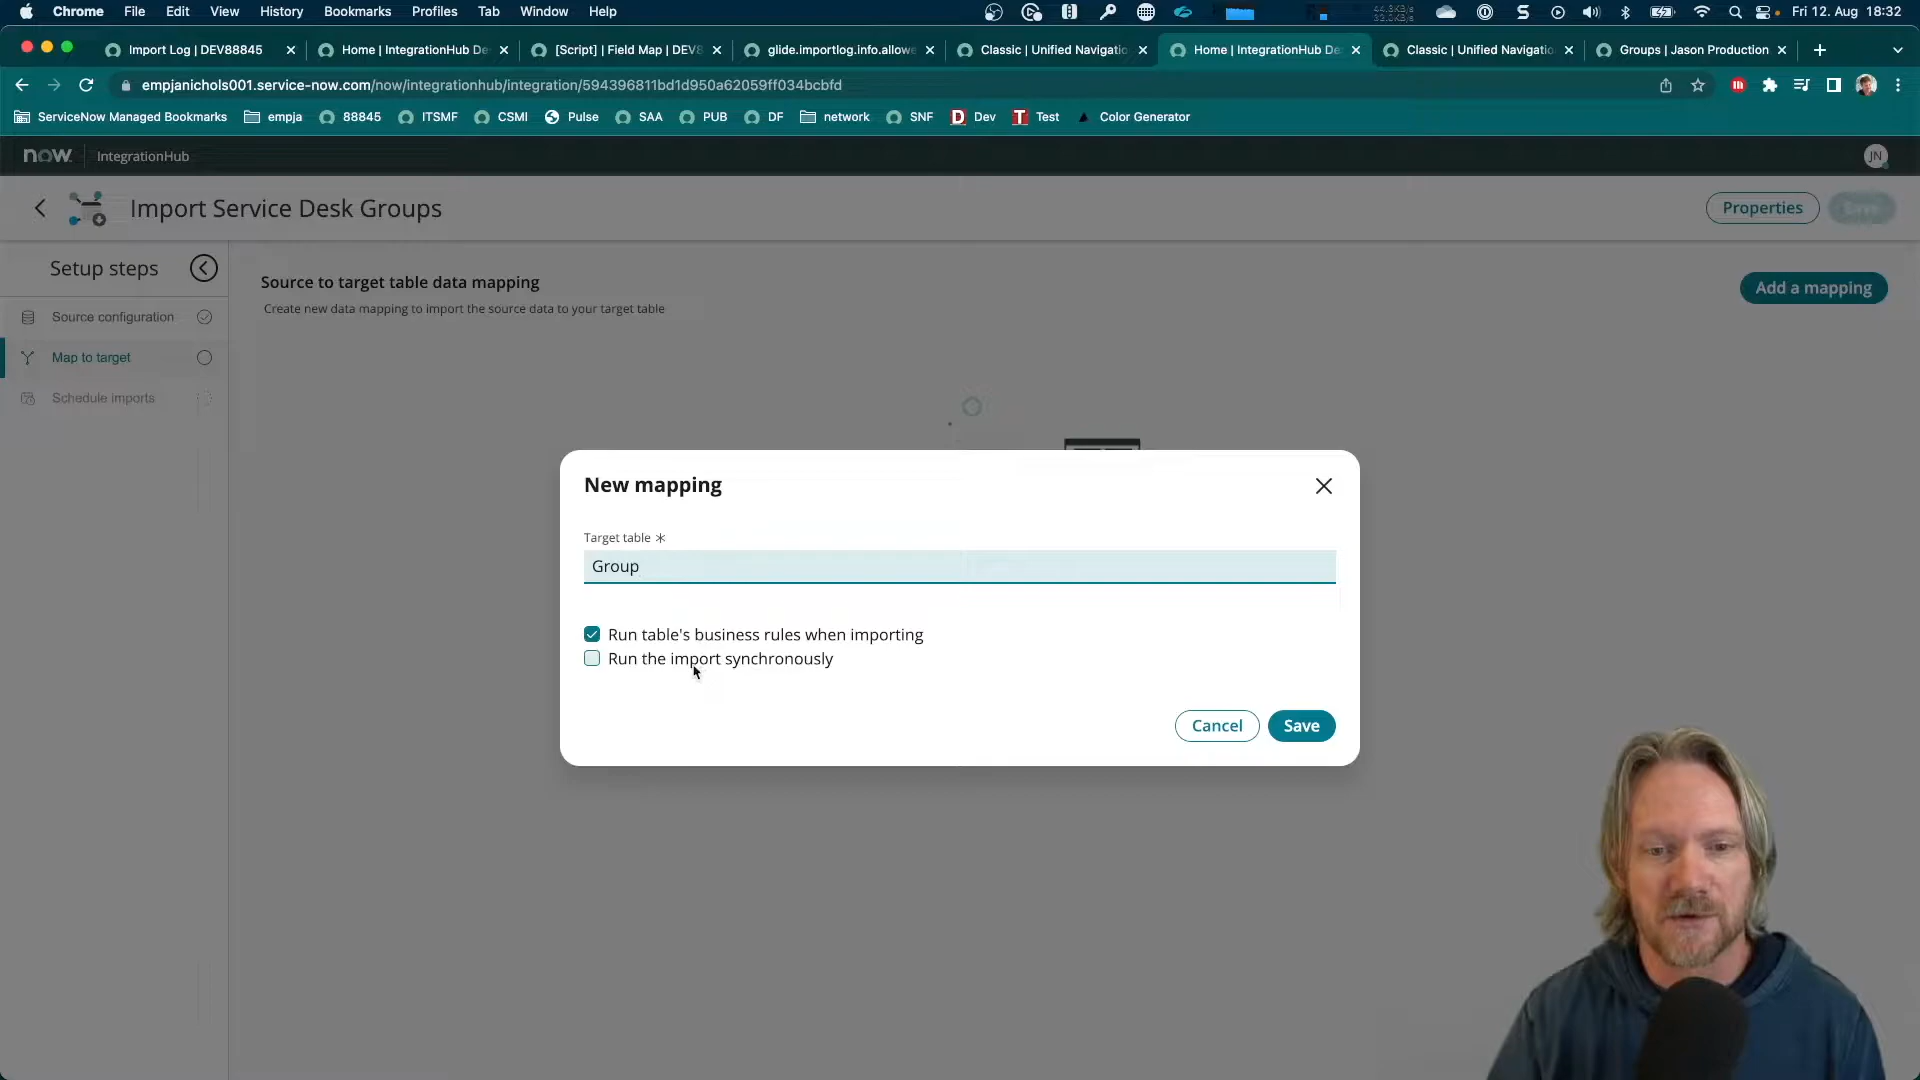 Chrome File Edit View History Bookmarks Profiles Tab Window Help Fri 12. Aug 18:32
Import Log | DEV88845 Home | IntegrationHub De [Script] | Field Map | DEV8 glide.importlog.info.allowe Classic | Unified Navigatio Home | IntegrationHub De Classic | Unified Navigatio Groups | Jason Production
empjanichols001.service-now.com/now/integrationhub/integration/594396811bd1d950a62059ff034bcbfd
ServiceNow Managed Bookmarks empja 88845 ITSMF CSMI Pulse SAA PUB DF network SNF D Dev T Test Color Generator
now IntegrationHub JN
Import Service Desk Groups Properties Save
Setup steps
Source configuration
Map to target
Schedule imports
Source to target table data mapping
Create new data mapping to import the source data to your target table
Add a mapping
New mapping
Target table *
Group
Run table's business rules when importing
Run the import synchronously
Cancel Save